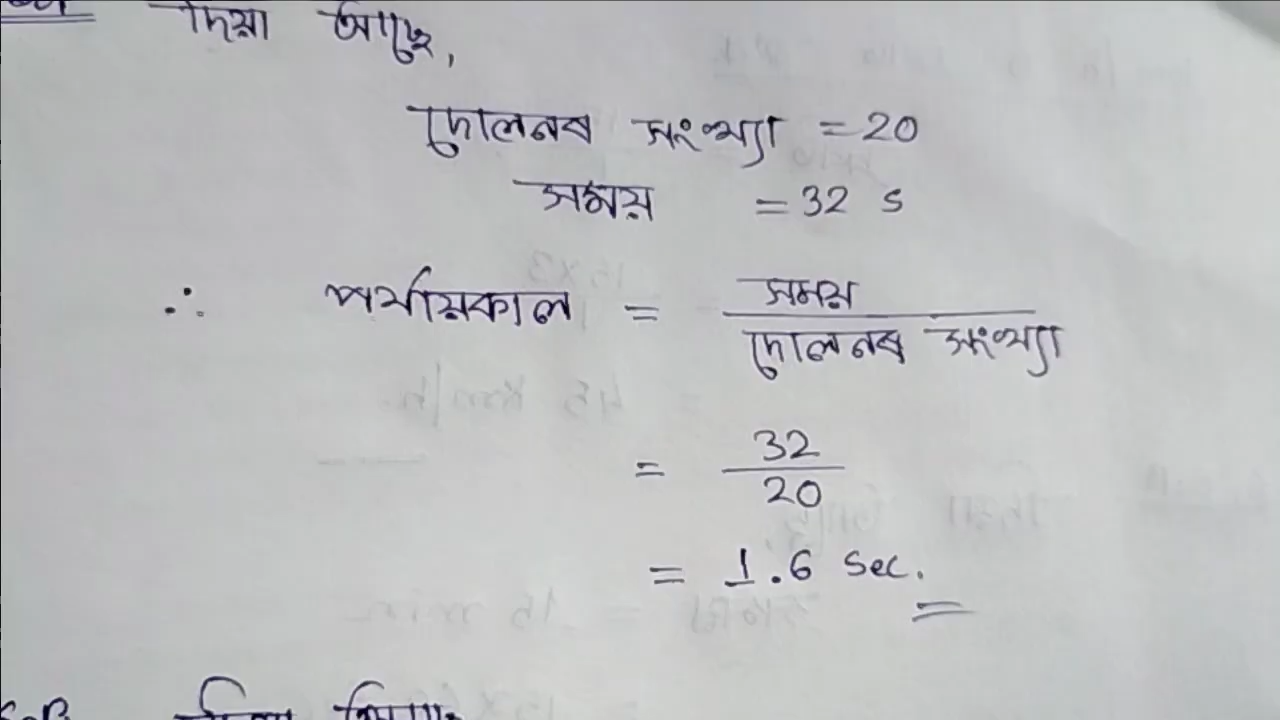 দিয়া আছে,
দোলনৰ সংখ্যা = 20
সময় = 32 s
∴ পৰ্যায়কাল = সময়
দোলনৰ সংখ্যা
= 32
20
= 1.6 Sec.